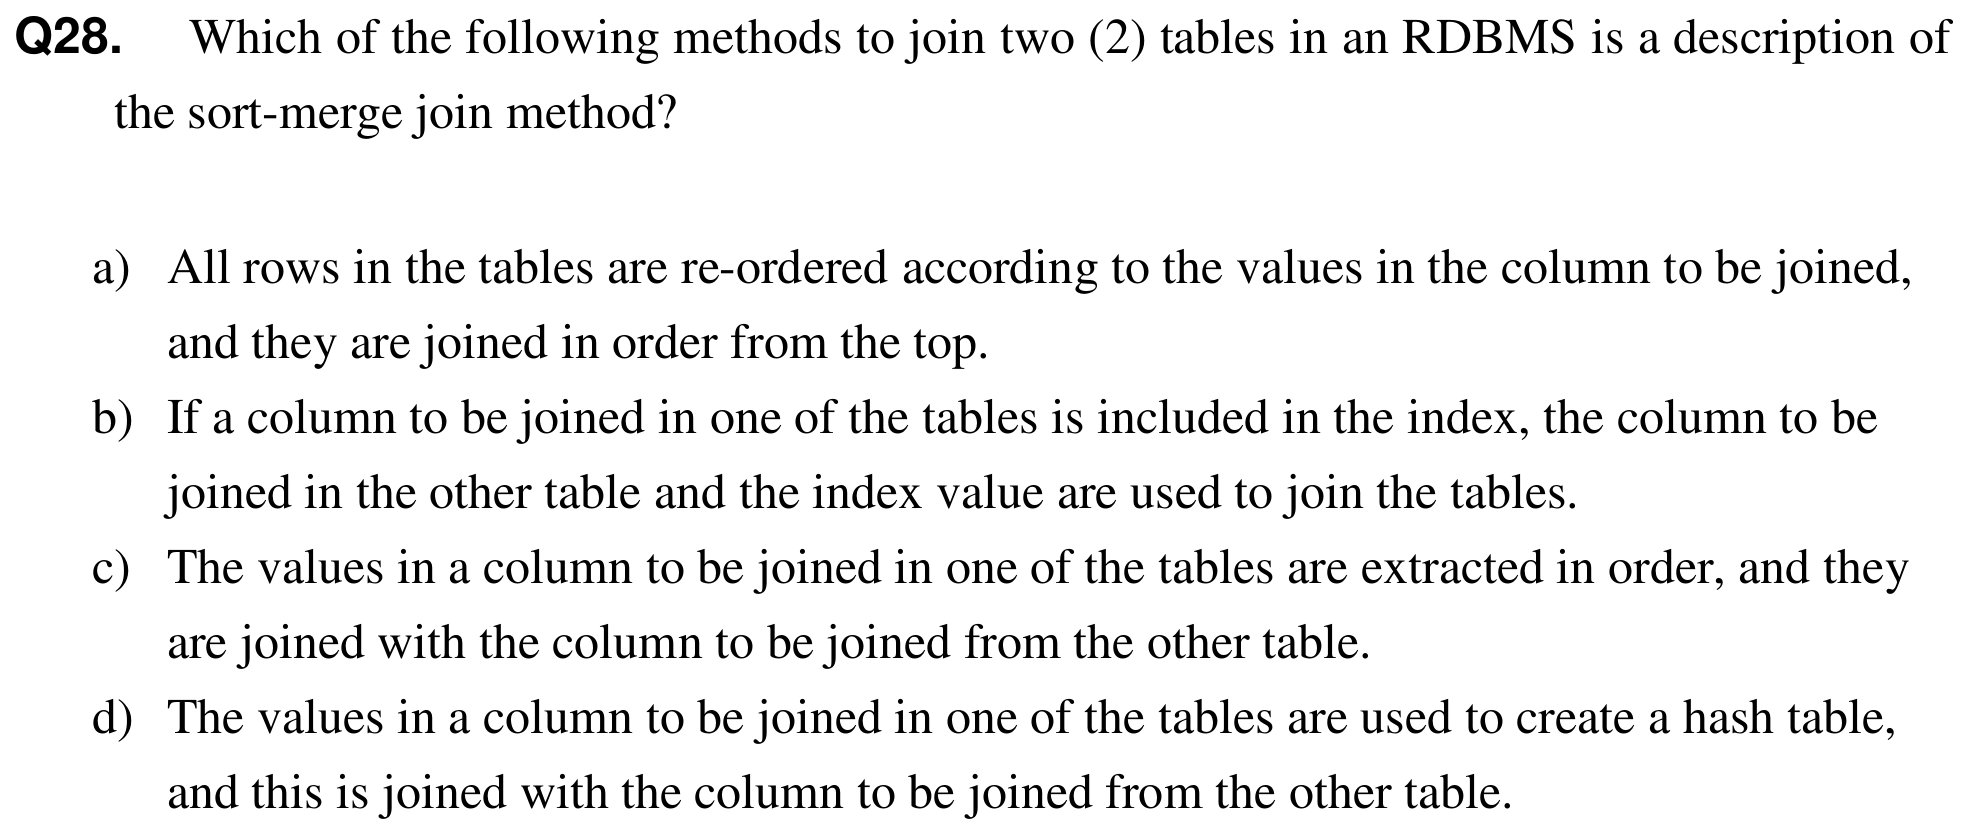 Q28. Which of the following methods to join two (2) tables in an RDBMS is a description of
the sort-merge join method?
a) All rows in the tables are re-ordered according to the values in the column to be joined,
and they are joined in order from the top.
b) If a column to be joined in one of the tables is included in the index, the column to be
joined in the other table and the index value are used to join the tables.
c) The values in a column to be joined in one of the tables are extracted in order, and they
are joined with the column to be joined from the other table.
d) The values in a column to be joined in one of the tables are used to create a hash table,
and this is joined with the column to be joined from the other table.